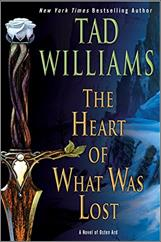 New York Times Bestselling Author
TAD
WILLIAMS
THE
HEART
OF
WHAT WAS
LOST
A Novel of Osten Ard